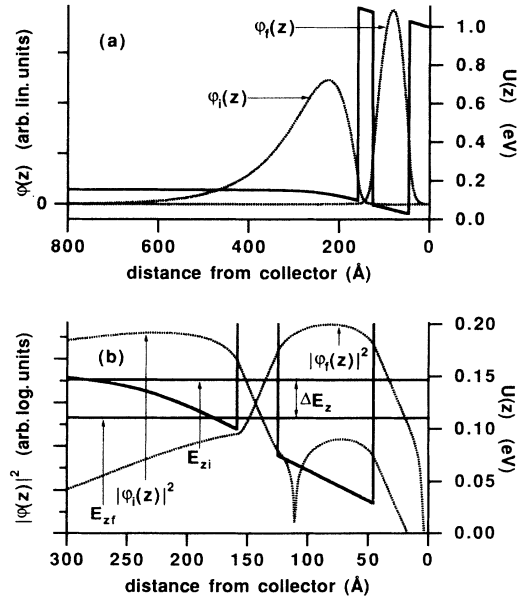 (a)
φ(z) (arb. lin. units)
0
φf(z)
φi(z)
1.0
0.8
0.6
0.4
0.2
0.0
U(z) (eV)
800 600 400 200 0
distance from collector (Å)
(b)
|φ(z)|² (arb. log. units)
|φf(z)|²
ΔEz
Ezi
|φi(z)|²
Ezf
0.20
0.15
0.10
0.05
0.00
U(z) (eV)
300 250 200 150 100 50 0
distance from collector (Å)